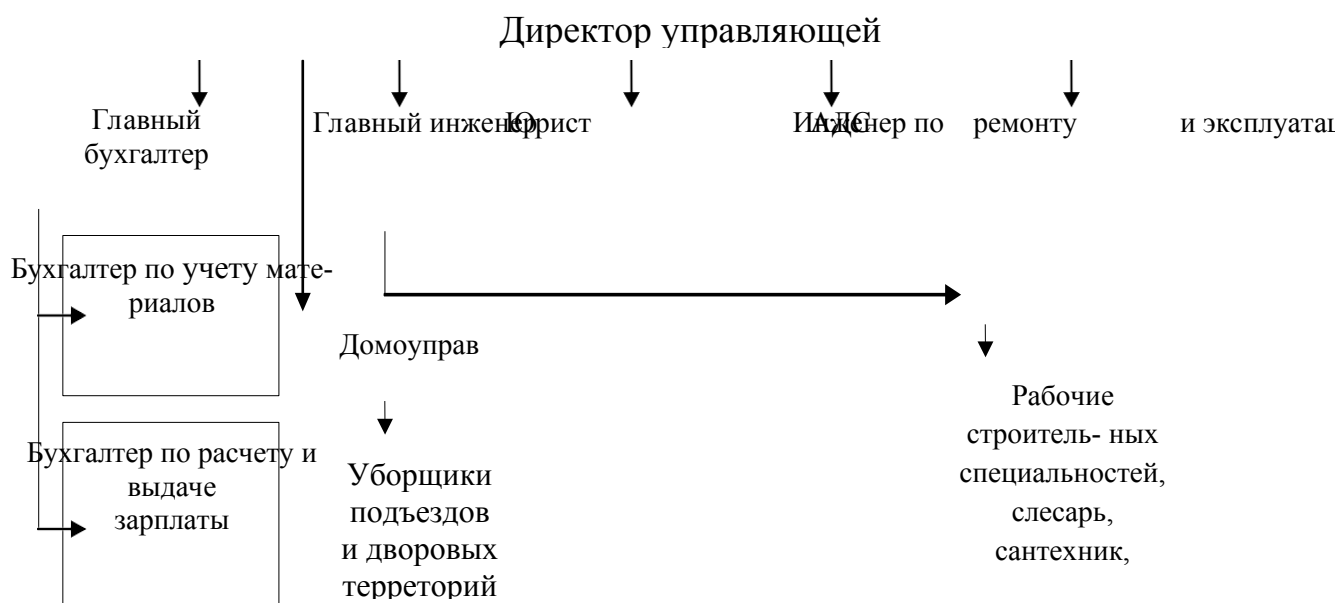 Директор управляющей
Главный
бухгалтер
Главный инженер
Юрист
Инженер по ремонту и эксплуатац
АДС
Бухгалтер по учету мате-
риалов
Домоуправ
Бухгалтер по расчету и
выдаче
зарплаты
Уборщики
подъездов
и дворовых
терреторий
Рабочие
строитель- ных
специальностей,
слесарь,
сантехник,